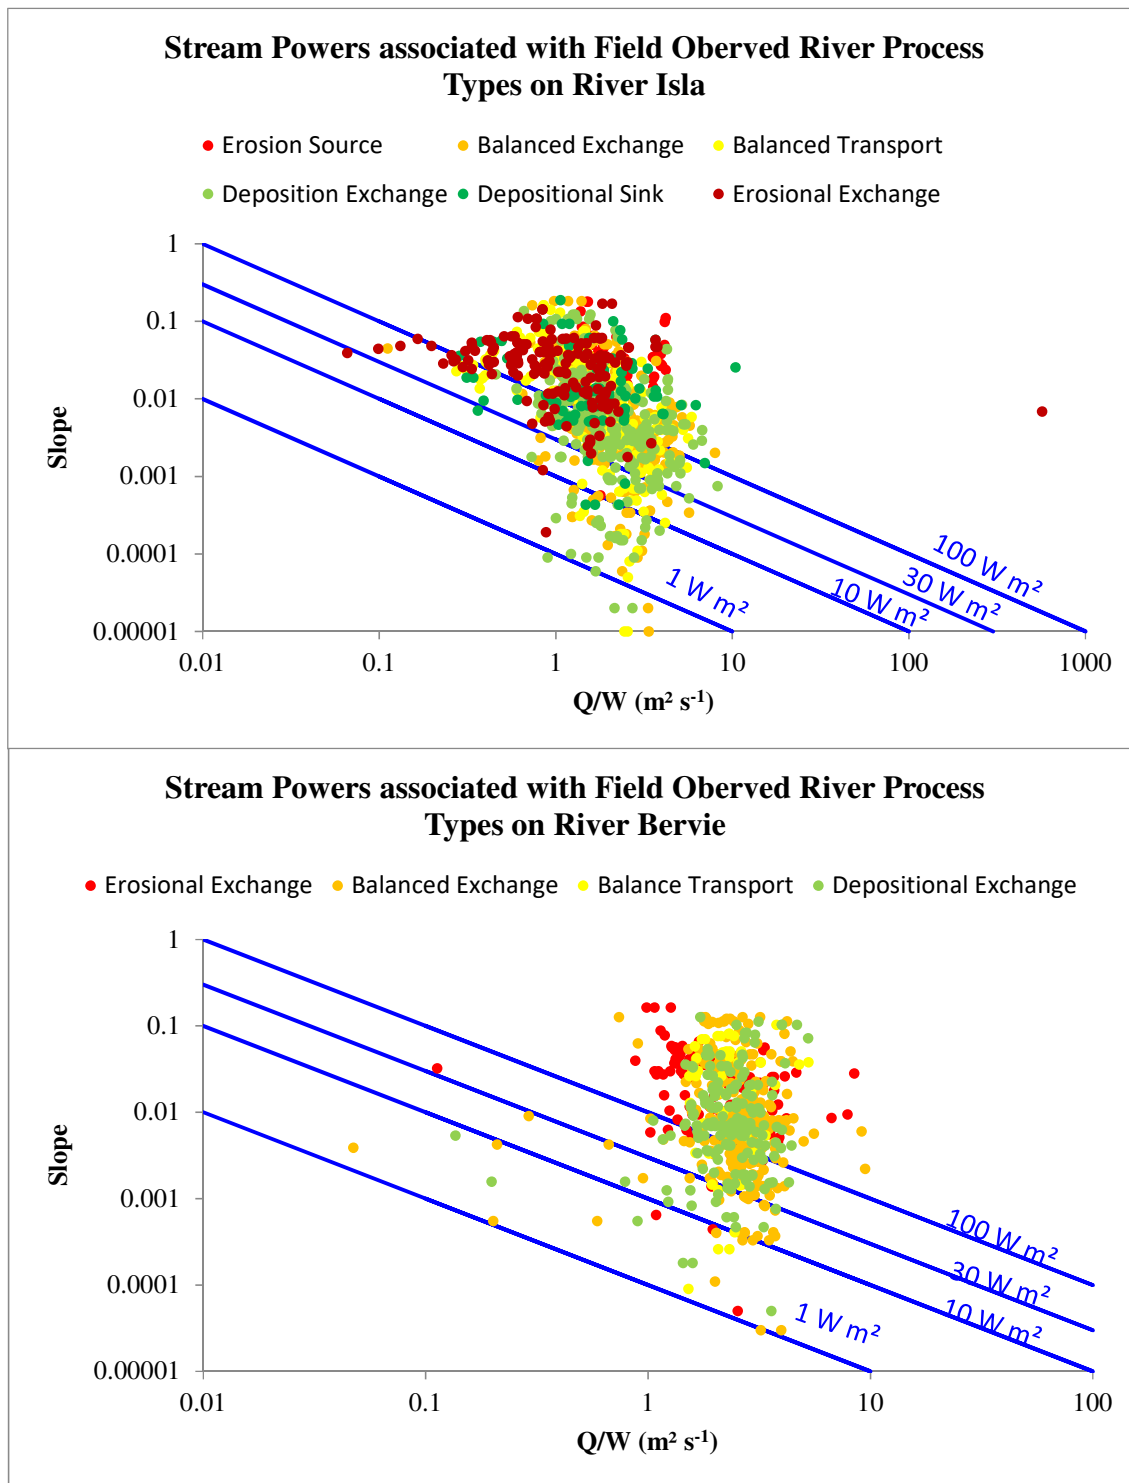 Stream Powers associated with Field Oberved River Process
Types on River Isla
Erosion Source
Balanced Exchange
Balanced Transport
Deposition Exchange
Depositional Sink
Erosional Exchange
1
0.1
0.01
0.001
0.0001
0.00001
Slope
100 W m²
30 W m²
10 W m²
1 W m²
0.01 0.1 1 10 100 1000
Q/W (m² s⁻¹)
Stream Powers associated with Field Oberved River Process
Types on River Bervie
Erosional Exchange
Balanced Exchange
Balance Transport
Depositional Exchange
1
0.1
0.01
0.001
0.0001
0.00001
Slope
100 W m²
30 W m²
10 W m²
1 W m²
0.01 0.1 1 10 100
Q/W (m² s⁻¹)